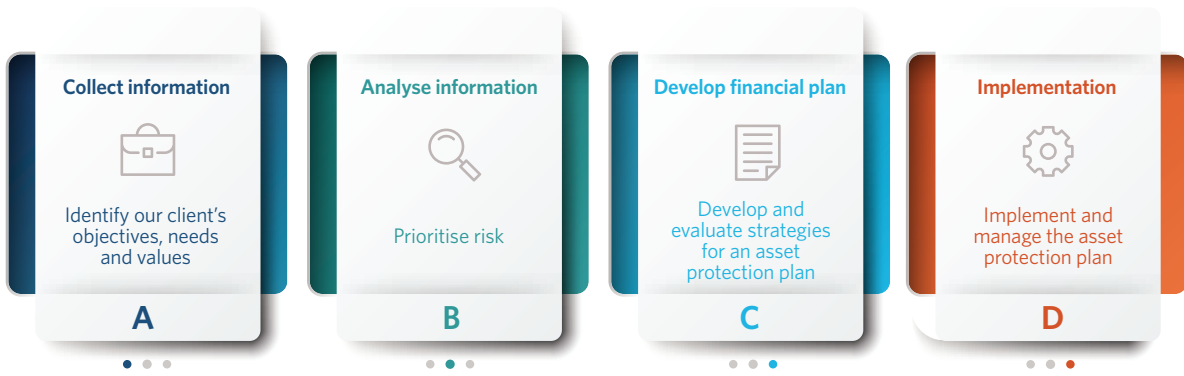 Collect information
Identify our client's
objectives, needs
and values
A
Analyse information
Prioritise risk
B
Develop financial plan
Develop and
evaluate strategies
for an asset
protection plan
C
Implementation
Implement and
manage the asset
protection plan
D